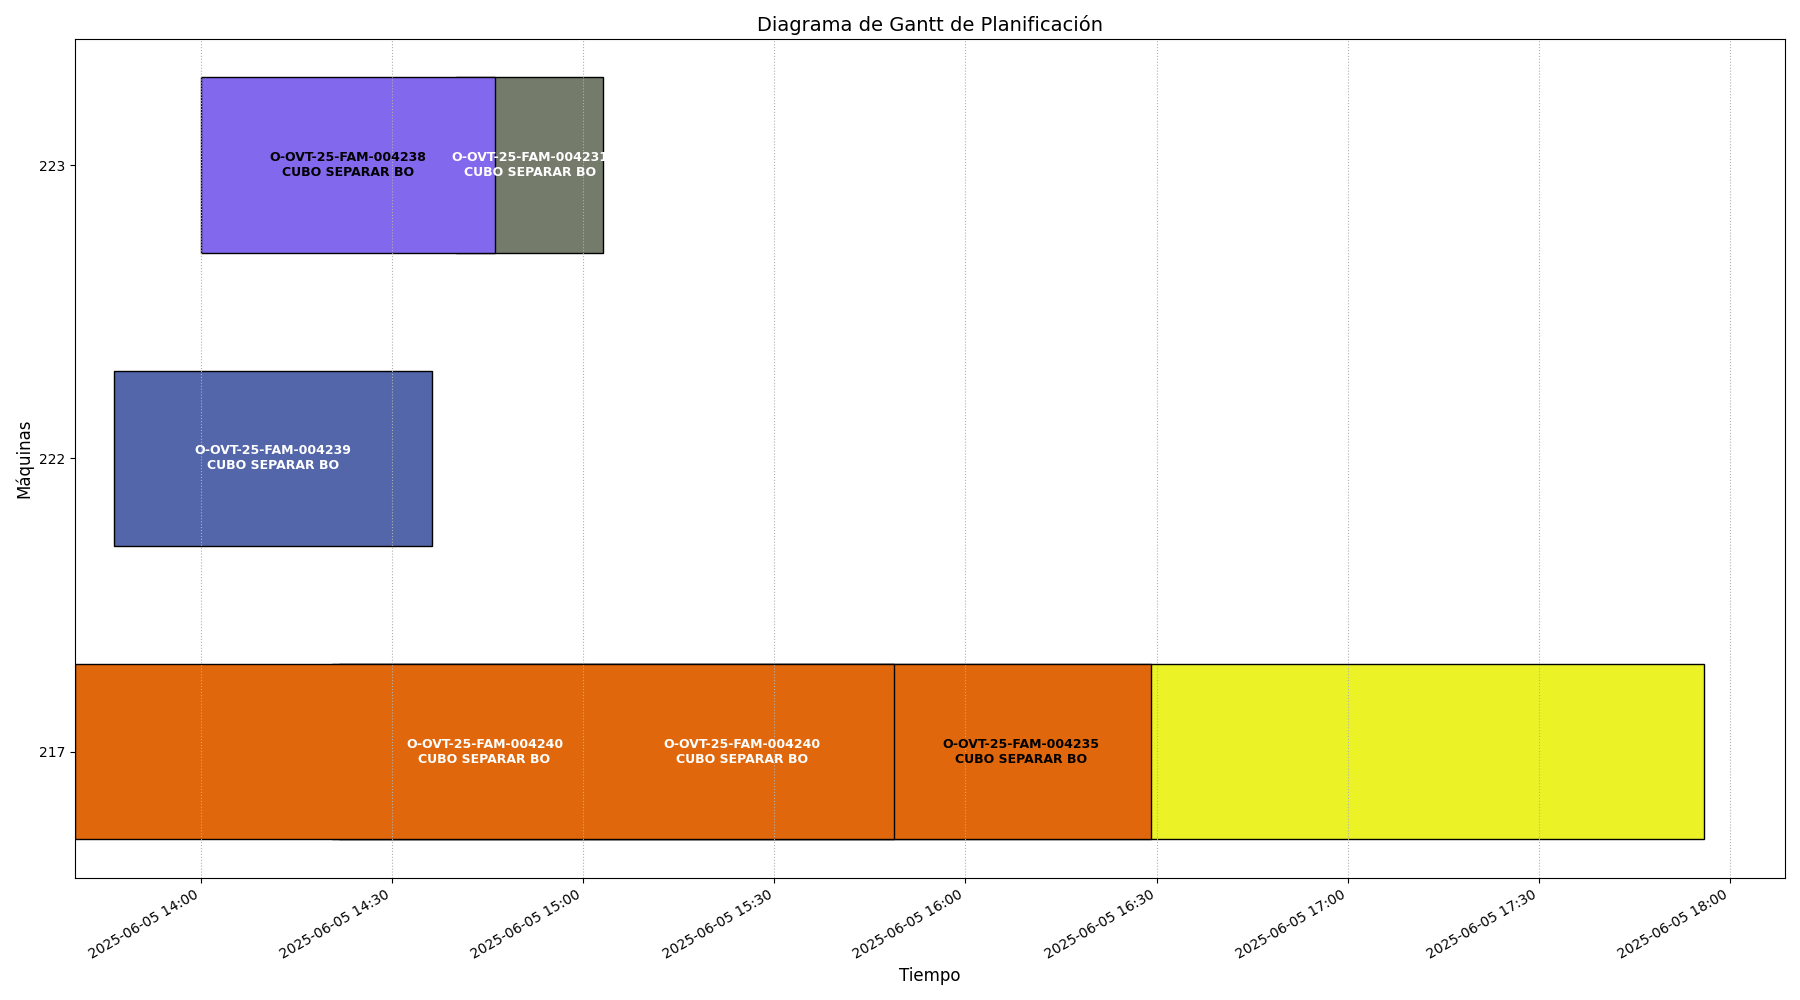 Diagrama de Gantt de Planificación
223
O-OVT-25-FAM-004238
CUBO SEPARAR BO
O-OVT-25-FAM-004231
CUBO SEPARAR BO
Máquinas
222
O-OVT-25-FAM-004239
CUBO SEPARAR BO
217
O-OVT-25-FAM-004240
CUBO SEPARAR BO
O-OVT-25-FAM-004240
CUBO SEPARAR BO
O-OVT-25-FAM-004235
CUBO SEPARAR BO
2025-06-05 14:00
2025-06-05 14:30
2025-06-05 15:00
2025-06-05 15:30
2025-06-05 16:00
2025-06-05 16:30
2025-06-05 17:00
2025-06-05 17:30
2025-06-05 18:00
Tiempo